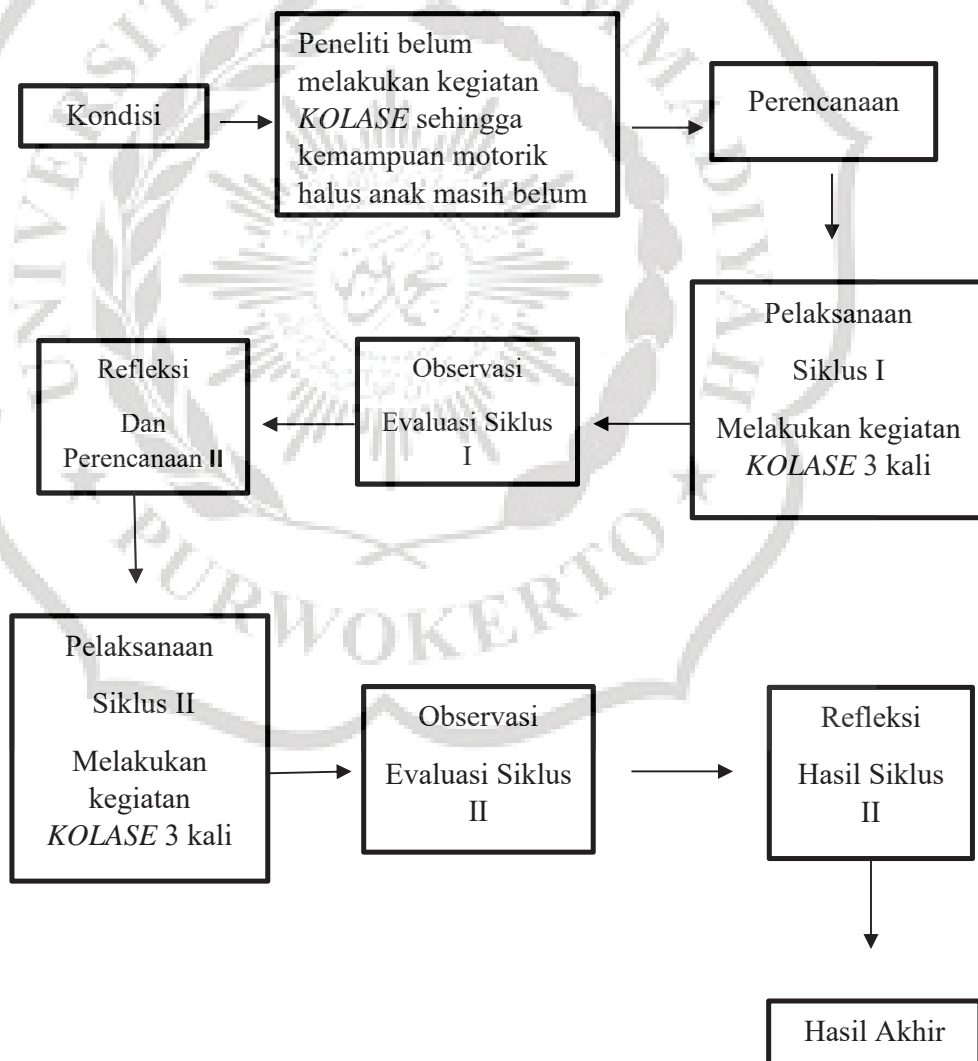 Kondisi
Peneliti belum
melakukan kegiatan
KOLASE sehingga
kemampuan motorik
halus anak masih belum
Perencanaan
Pelaksanaan
Siklus I
Melakukan kegiatan
KOLASE 3 kali
Observasi
Evaluasi Siklus
I
Refleksi
Dan
Perencanaan II
Pelaksanaan
Siklus II
Melakukan
kegiatan
KOLASE 3 kali
Observasi
Evaluasi Siklus
II
Refleksi
Hasil Siklus
II
Hasil Akhir
PURWOKERTO